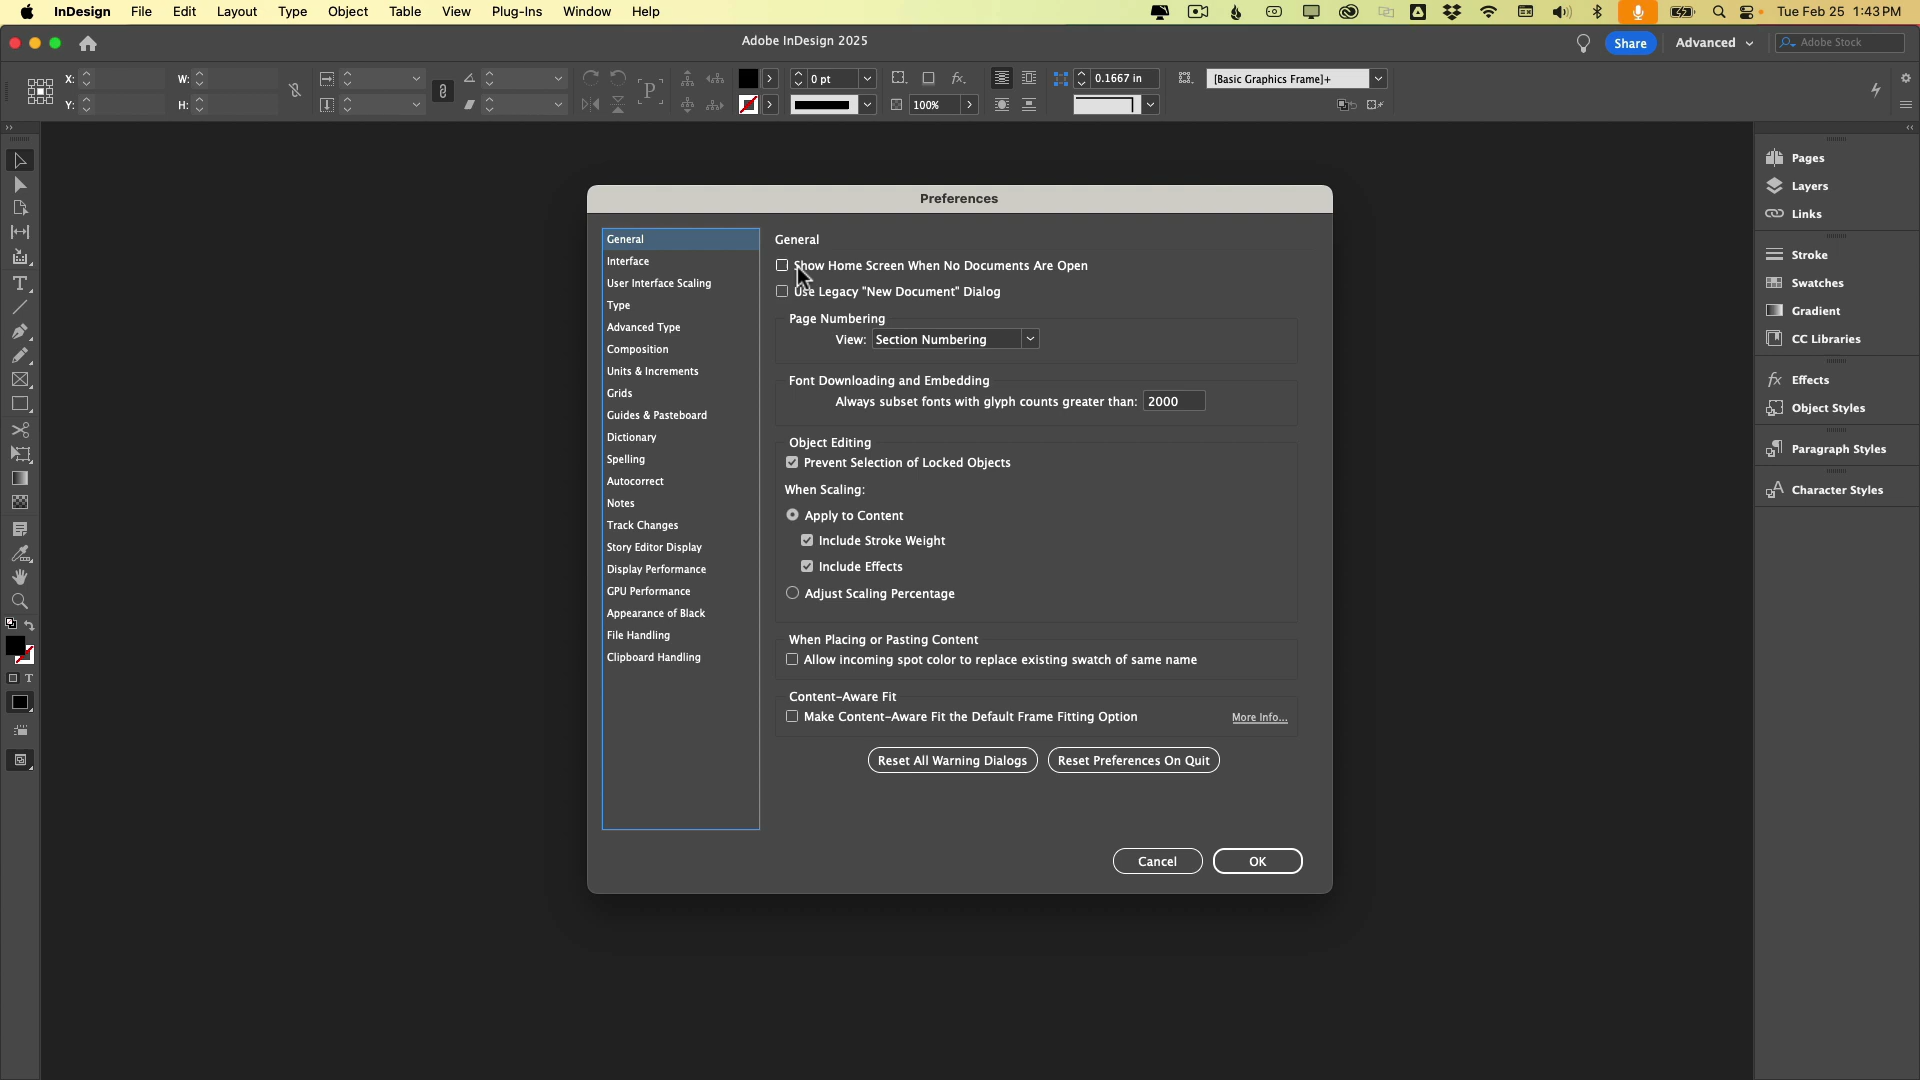 InDesign File Edit Layout Type Object Table View Plug-Ins Window Help Tue Feb 25 1:43 PM
Adobe InDesign 2025 Share Advanced Adobe Stock
X: W: 0 pt fx. 0.1667 in [Basic Graphics Frame]+
Y: H: 100%
Preferences
General
Interface
User Interface Scaling
Type
Advanced Type
Composition
Units & Increments
Grids
Guides & Pasteboard
Dictionary
Spelling
Autocorrect
Notes
Track Changes
Story Editor Display
Display Performance
GPU Performance
Appearance of Black
File Handling
Clipboard Handling
General
Show Home Screen When No Documents Are Open
Use Legacy "New Document" Dialog
Page Numbering
View: Section Numbering
Font Downloading and Embedding
Always subset fonts with glyph counts greater than: 2000
Object Editing
Prevent Selection of Locked Objects
When Scaling:
Apply to Content
Include Stroke Weight
Include Effects
Adjust Scaling Percentage
When Placing or Pasting Content
Allow incoming spot color to replace existing swatch of same name
Content-Aware Fit
Make Content-Aware Fit the Default Frame Fitting Option More Info...
Reset All Warning Dialogs Reset Preferences On Quit
Cancel OK
Pages
Layers
Links
Stroke
Swatches
Gradient
CC Libraries
fx Effects
Object Styles
Paragraph Styles
Character Styles